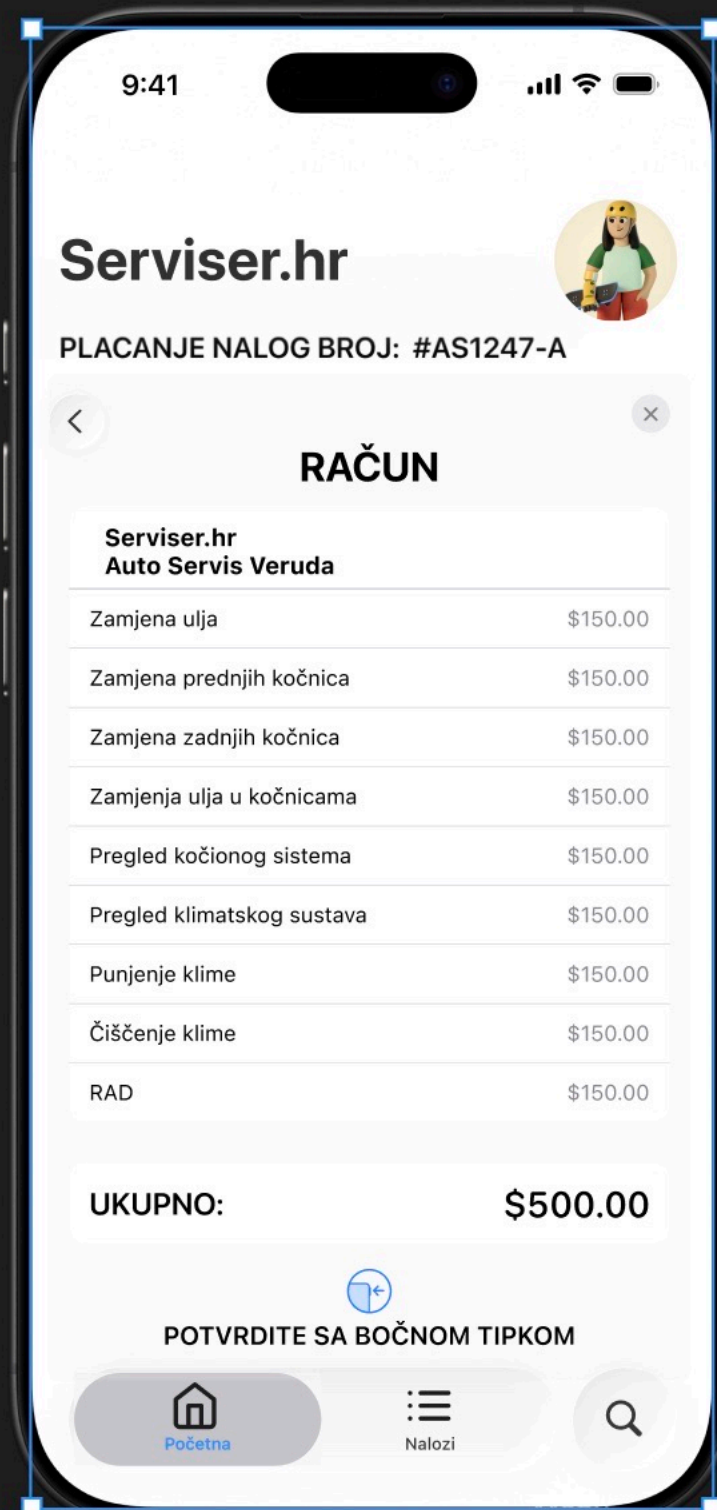 9:41
Serviser.hr
PLACANJE NALOG BROJ: #AS1247-A
RAČUN
Serviser.hr
Auto Servis Veruda
Zamjena ulja $150.00
Zamjena prednjih kočnica $150.00
Zamjena zadnjih kočnica $150.00
Zamjenja ulja u kočnicama $150.00
Pregled kočionog sistema $150.00
Pregled klimatskog sustava $150.00
Punjenje klime $150.00
Čiščenje klime $150.00
RAD $150.00
UKUPNO: $500.00
POTVRDITE SA BOČNOM TIPKOM
Početna
Nalozi